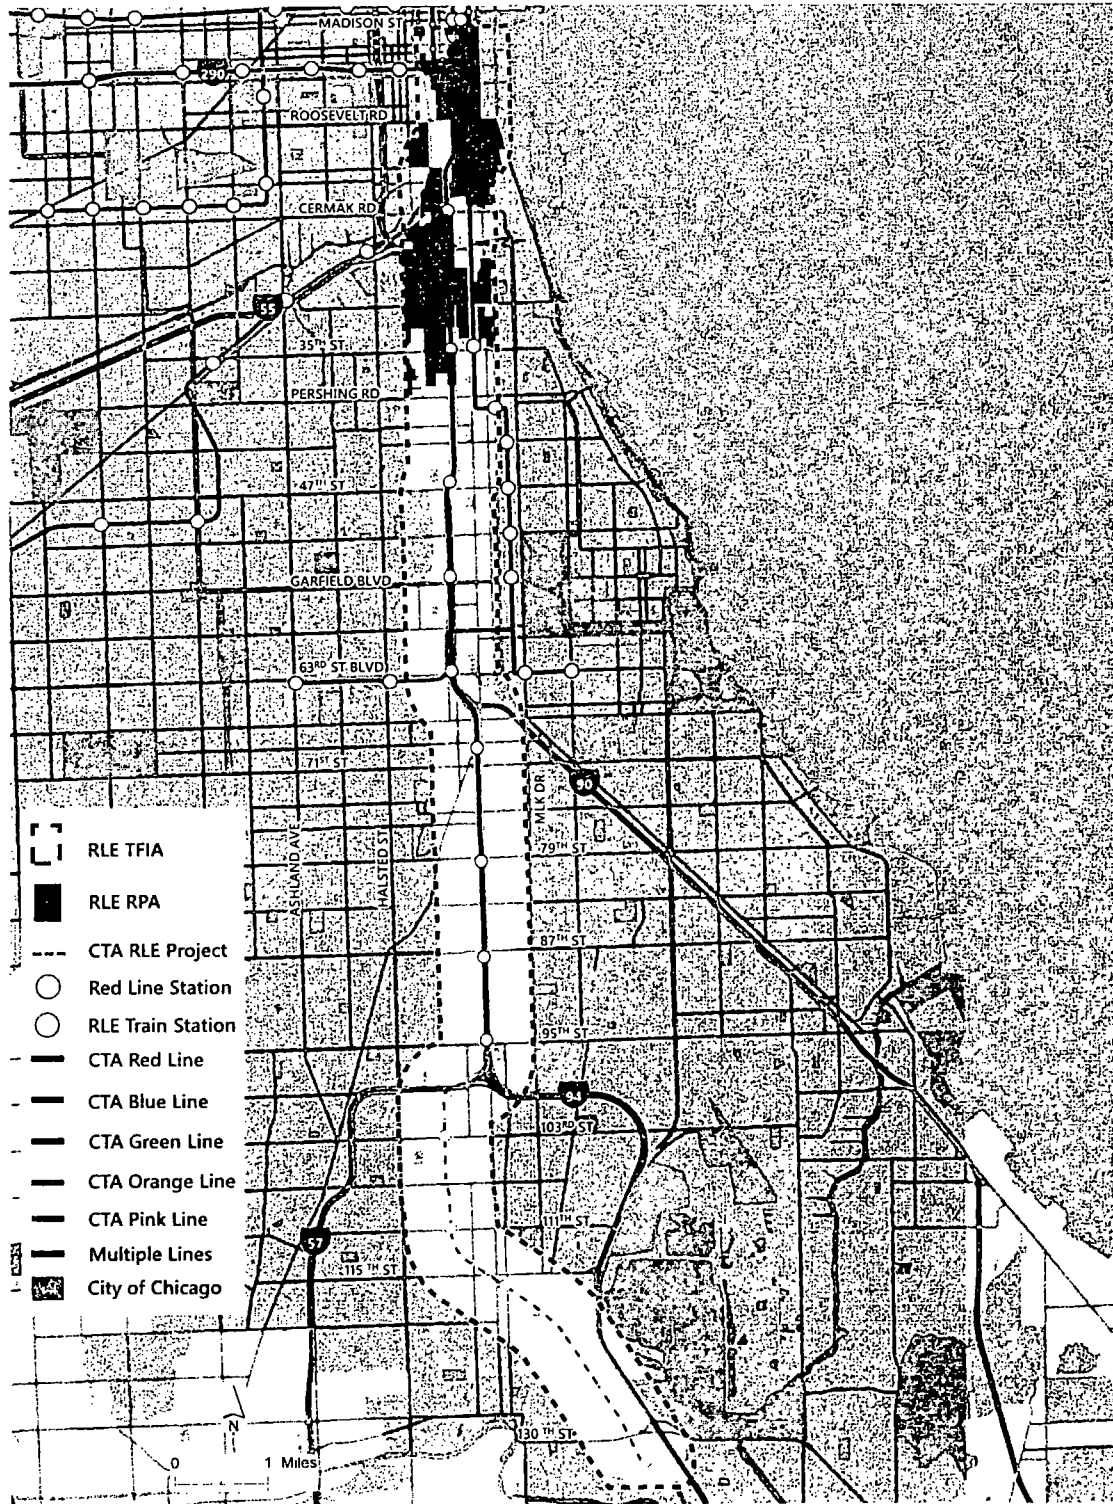 MADISON ST
290
ROOSEVELT RD
CERMAK RD
55
35TH ST
PERSHING RD
47TH ST
GARFIELD BLVD
63RD ST BLVD
71ST ST
90
MLK DR
79TH ST
ASHLAND AVE
HALSTED ST
87TH ST
95TH ST
94
103RD ST
111TH ST
57
115 TH ST
130 TH ST
RLE TFIA
RLE RPA
CTA RLE Project
Red Line Station
RLE Train Station
CTA Red Line
CTA Blue Line
CTA Green Line
CTA Orange Line
CTA Pink Line
Multiple Lines
City of Chicago
N
0 1 Miles